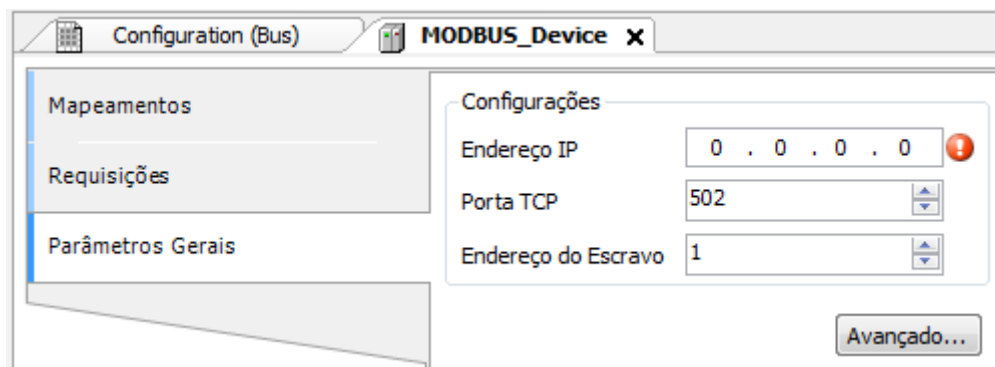 Configuration (Bus) MODBUS_Device X
Mapeamentos
Requisições
Parâmetros Gerais
Configurações
Endereço IP 0 . 0 . 0 . 0
Porta TCP 502
Endereço do Escravo 1
Avançado...